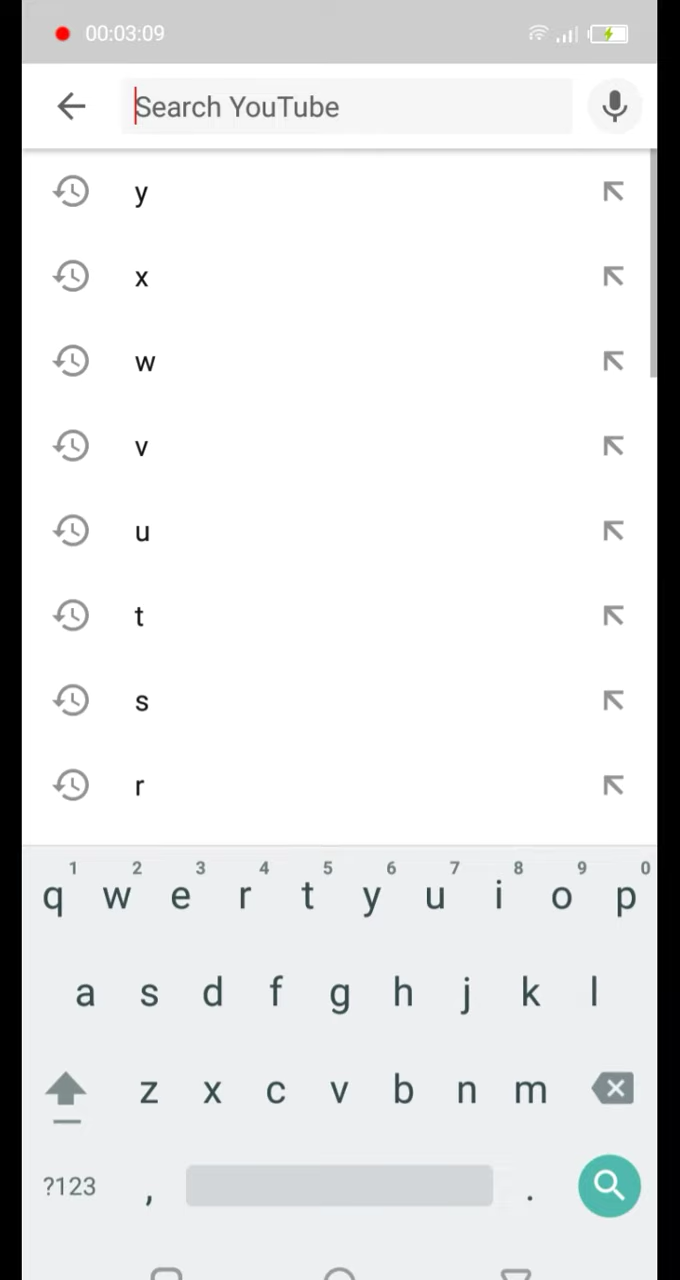 00:03:09
Search YouTube
y
x
w
v
u
t
s
r
1 2 3 4 5 6 7 8 9 0
q w e r t y u i o p
a s d f g h j k l
z x c v b n m
?123 , .